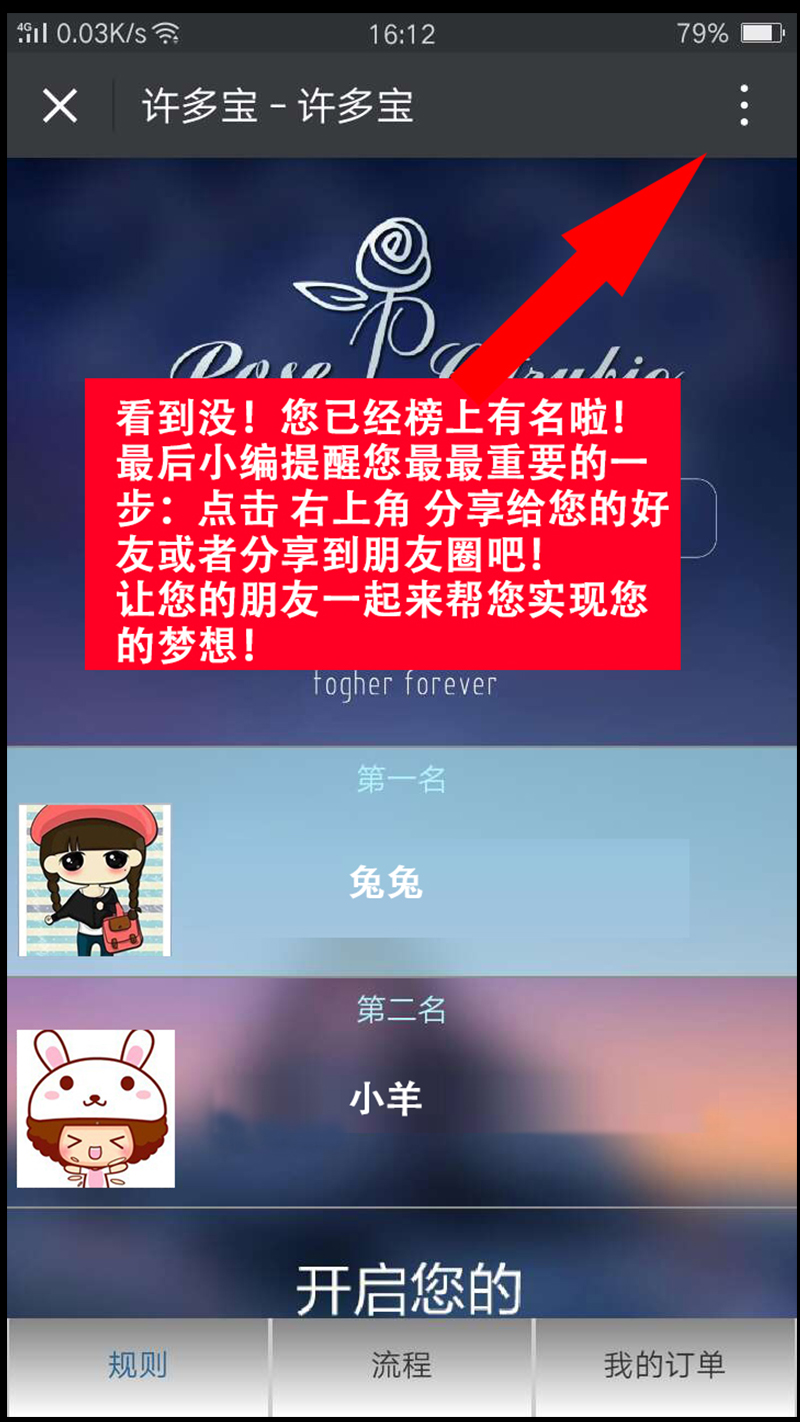 4G 0.03K/s 16:12 79%
许多宝 - 许多宝
Rose
看到没！您已经榜上有名啦！
最后小编提醒您最最重要的一
步：点击 右上角 分享给您的好
友或者分享到朋友圈吧！
让您的朋友一起来帮您实现您
的梦想！
togher forever
第一名
兔兔
第二名
小羊
开启您的
规则 流程 我的订单